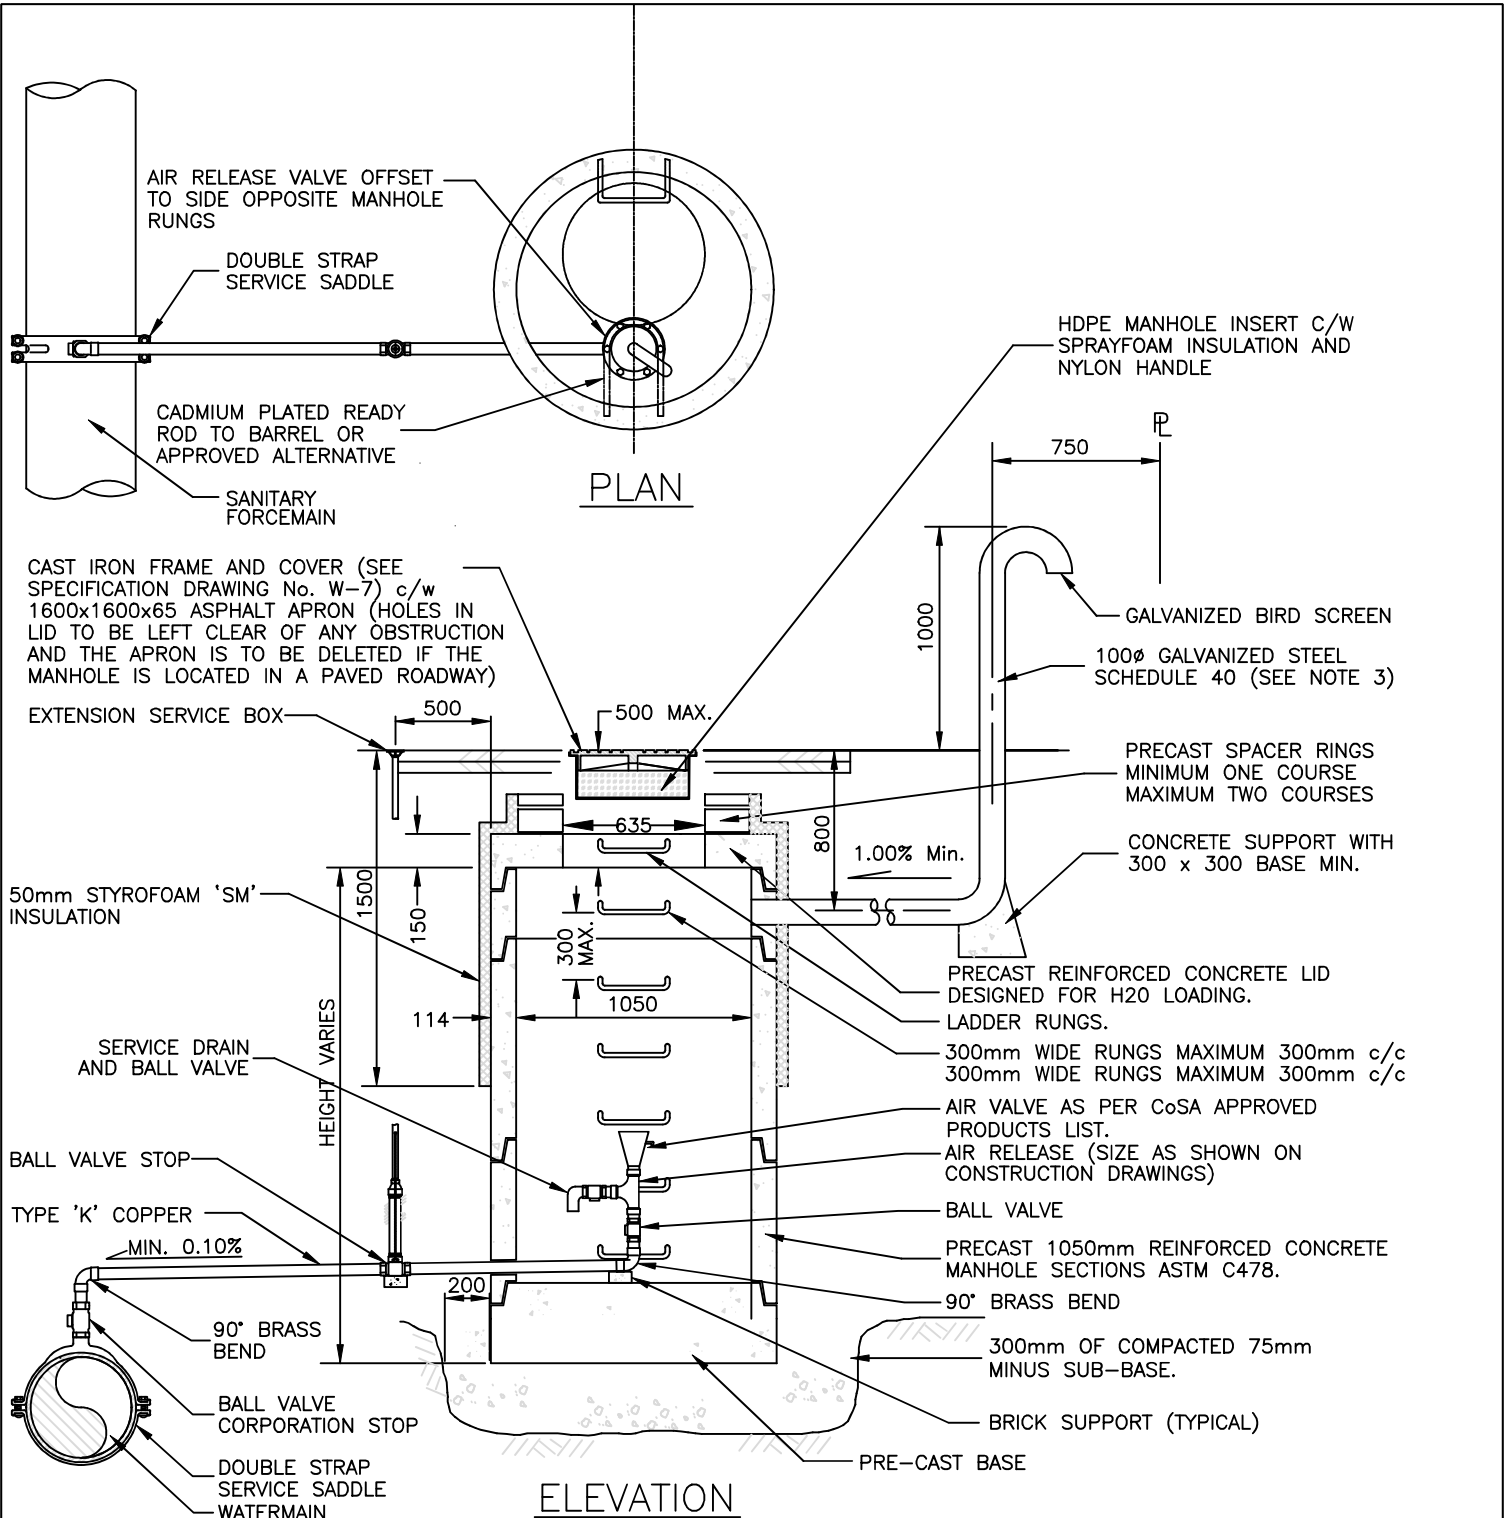 AIR RELEASE VALVE OFFSET
TO SIDE OPPOSITE MANHOLE
RUNGS
DOUBLE STRAP
SERVICE SADDLE
CADMIUM PLATED READY
ROD TO BARREL OR
APPROVED ALTERNATIVE
SANITARY
FORCEMAIN
PLAN
HDPE MANHOLE INSERT C/W
SPRAYFOAM INSULATION AND
NYLON HANDLE
PL
750
1000
GALVANIZED BIRD SCREEN
100ø GALVANIZED STEEL
SCHEDULE 40 (SEE NOTE 3)
CAST IRON FRAME AND COVER (SEE
SPECIFICATION DRAWING No. W-7) c/w
1600x1600x65 ASPHALT APRON (HOLES IN
LID TO BE LEFT CLEAR OF ANY OBSTRUCTION
AND THE APRON IS TO BE DELETED IF THE
MANHOLE IS LOCATED IN A PAVED ROADWAY)
EXTENSION SERVICE BOX
500
500 MAX.
PRECAST SPACER RINGS
MINIMUM ONE COURSE
MAXIMUM TWO COURSES
635
800
1.00% Min.
CONCRETE SUPPORT WITH
300 x 300 BASE MIN.
50mm STYROFOAM 'SM'
INSULATION
1500
150
300
MAX.
1050
114
HEIGHT VARIES
PRECAST REINFORCED CONCRETE LID
DESIGNED FOR H20 LOADING.
LADDER RUNGS.
300mm WIDE RUNGS MAXIMUM 300mm c/c
300mm WIDE RUNGS MAXIMUM 300mm c/c
SERVICE DRAIN
AND BALL VALVE
AIR VALVE AS PER CoSA APPROVED
PRODUCTS LIST.
AIR RELEASE (SIZE AS SHOWN ON
CONSTRUCTION DRAWINGS)
BALL VALVE STOP
TYPE 'K' COPPER
MIN. 0.10%
BALL VALVE
PRECAST 1050mm REINFORCED CONCRETE
MANHOLE SECTIONS ASTM C478.
200
90° BRASS BEND
90° BRASS
BEND
300mm OF COMPACTED 75mm
MINUS SUB-BASE.
BALL VALVE
CORPORATION STOP
BRICK SUPPORT (TYPICAL)
PRE-CAST BASE
DOUBLE STRAP
SERVICE SADDLE
WATERMAIN
ELEVATION